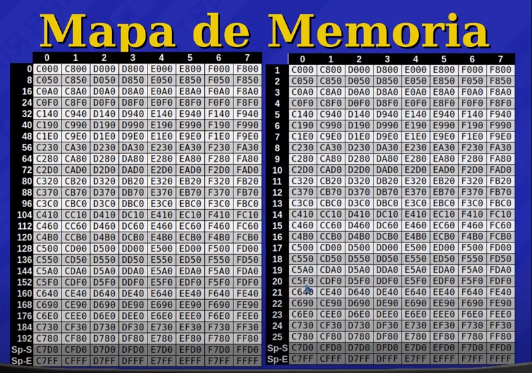 Mapa de Memoria
0 1 2 3 4 5 6 7
0 C000 C800 D000 D800 E000 E800 F000 F800
8 C050 C850 D050 D850 E050 E850 F050 F850
16 C0A0 C8A0 D0A0 D8A0 E0A0 E8A0 F0A0 F8A0
24 C0F0 C8F0 D0F0 D8F0 E0F0 E8F0 F0F0 F8F0
32 C140 C940 D140 D940 E140 E940 F140 F940
40 C190 C990 D190 D990 E190 E990 F190 F990
48 C1E0 C9E0 D1E0 D9E0 E1E0 E9E0 F1E0 F9E0
56 C230 CA30 D230 DA30 E230 EA30 F230 FA30
64 C280 CA80 D280 DA80 E280 EA80 F280 FA80
72 C2D0 CAD0 D2D0 DAD0 E2D0 EAD0 F2D0 FAD0
80 C320 CB20 D320 DB20 E320 EB20 F320 FB20
88 C370 CB70 D370 DB70 E370 EB70 F370 FB70
96 C3C0 CBC0 D3C0 DBC0 E3C0 EBC0 F3C0 FBC0
104 C410 CC10 D410 DC10 E410 EC10 F410 FC10
112 C460 CC60 D460 DC60 E460 EC60 F460 FC60
120 C4B0 CCB0 D4B0 DCB0 E4B0 ECB0 F4B0 FCB0
128 C500 CD00 D500 DD00 E500 ED00 F500 FD00
136 C550 CD50 D550 DD50 E550 ED50 F550 FD50
144 C5A0 CDA0 D5A0 DDA0 E5A0 EDA0 F5A0 FDA0
152 C5F0 CDF0 D5F0 DDF0 E5F0 EDF0 F5F0 FDF0
160 C640 CE40 D640 DE40 E640 EE40 F640 FE40
168 C690 CE90 D690 DE90 E690 EE90 F690 FE90
176 C6E0 CEE0 D6E0 DEE0 E6E0 EEE0 F6E0 FEE0
184 C730 CF30 D730 DF30 E730 EF30 F730 FF30
192 C780 CF80 D780 DF80 E780 EF80 F780 FF80
Sp-S C7D0 CFD0 D7D0 DFD0 E7D0 EFD0 F7D0 FFD0
Sp-E C7FF CFFF D7FF DFFF E7FF EFFF F7FF FFFF
0 1 2 3 4 5 6 7
1 C000 C800 D000 D800 E000 E800 F000 F800
2 C050 C850 D050 D850 E050 E850 F050 F850
3 C0A0 C8A0 D0A0 D8A0 E0A0 E8A0 F0A0 F8A0
4 C0F0 C8F0 D0F0 D8F0 E0F0 E8F0 F0F0 F8F0
5 C140 C940 D140 D940 E140 E940 F140 F940
6 C190 C990 D190 D990 E190 E990 F190 F990
7 C1E0 C9E0 D1E0 D9E0 E1E0 E9E0 F1E0 F9E0
8 C230 CA30 D230 DA30 E230 EA30 F230 FA30
9 C280 CA80 D280 DA80 E280 EA80 F280 FA80
10 C2D0 CAD0 D2D0 DAD0 E2D0 EAD0 F2D0 FAD0
11 C320 CB20 D320 DB20 E320 EB20 F320 FB20
12 C370 CB70 D370 DB70 E370 EB70 F370 FB70
13 C3C0 CBC0 D3C0 DBC0 E3C0 EBC0 F3C0 FBC0
14 C410 CC10 D410 DC10 E410 EC10 F410 FC10
15 C460 CC60 D460 DC60 E460 EC60 F460 FC60
16 C4B0 CCB0 D4B0 DCB0 E4B0 ECB0 F4B0 FCB0
17 C500 CD00 D500 DD00 E500 ED00 F500 FD00
18 C550 CD50 D550 DD50 E550 ED50 F550 FD50
19 C5A0 CDA0 D5A0 DDA0 E5A0 EDA0 F5A0 FDA0
20 C5F0 CDF0 D5F0 DDF0 E5F0 EDF0 F5F0 FDF0
21 C640 CE40 D640 DE40 E640 EE40 F640 FE40
22 C690 CE90 D690 DE90 E690 EE90 F690 FE90
23 C6E0 CEE0 D6E0 DEE0 E6E0 EEE0 F6E0 FEE0
24 C730 CF30 D730 DF30 E730 EF30 F730 FF30
25 C780 CF80 D780 DF80 E780 EF80 F780 FF80
Sp-S C7D0 CFD0 D7D0 DFD0 E7D0 EFD0 F7D0 FFD0
Sp-E C7FF CFFF D7FF DFFF E7FF EFFF F7FF FFFF